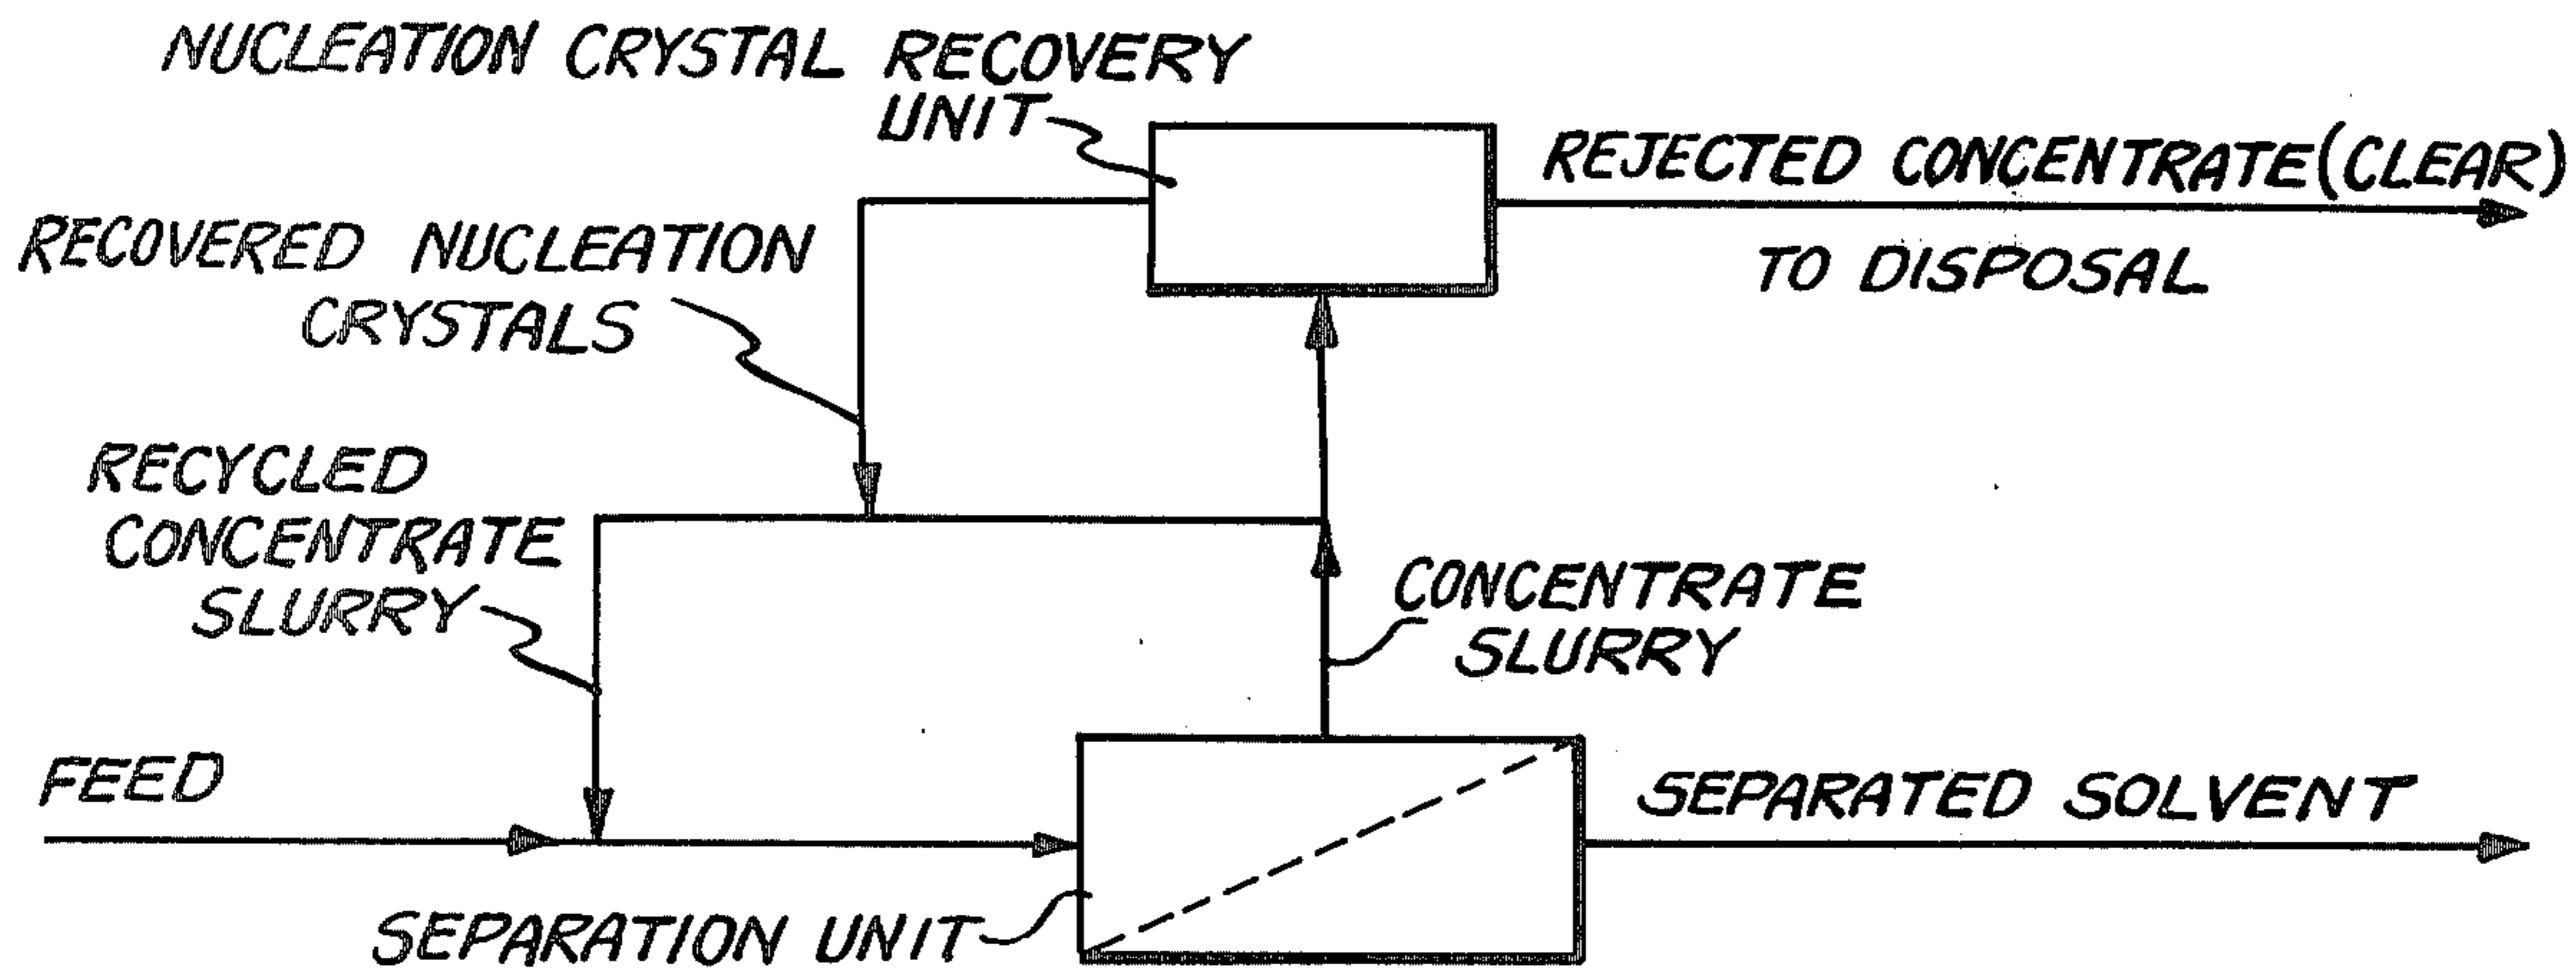 NUCLEATION CRYSTAL RECOVERY
UNIT
REJECTED CONCENTRATE (CLEAR)
TO DISPOSAL
RECOVERED NUCLEATION
CRYSTALS
RECYCLED
CONCENTRATE
SLURRY
CONCENTRATE
SLURRY
FEED
SEPARATED SOLVENT
SEPARATION UNIT